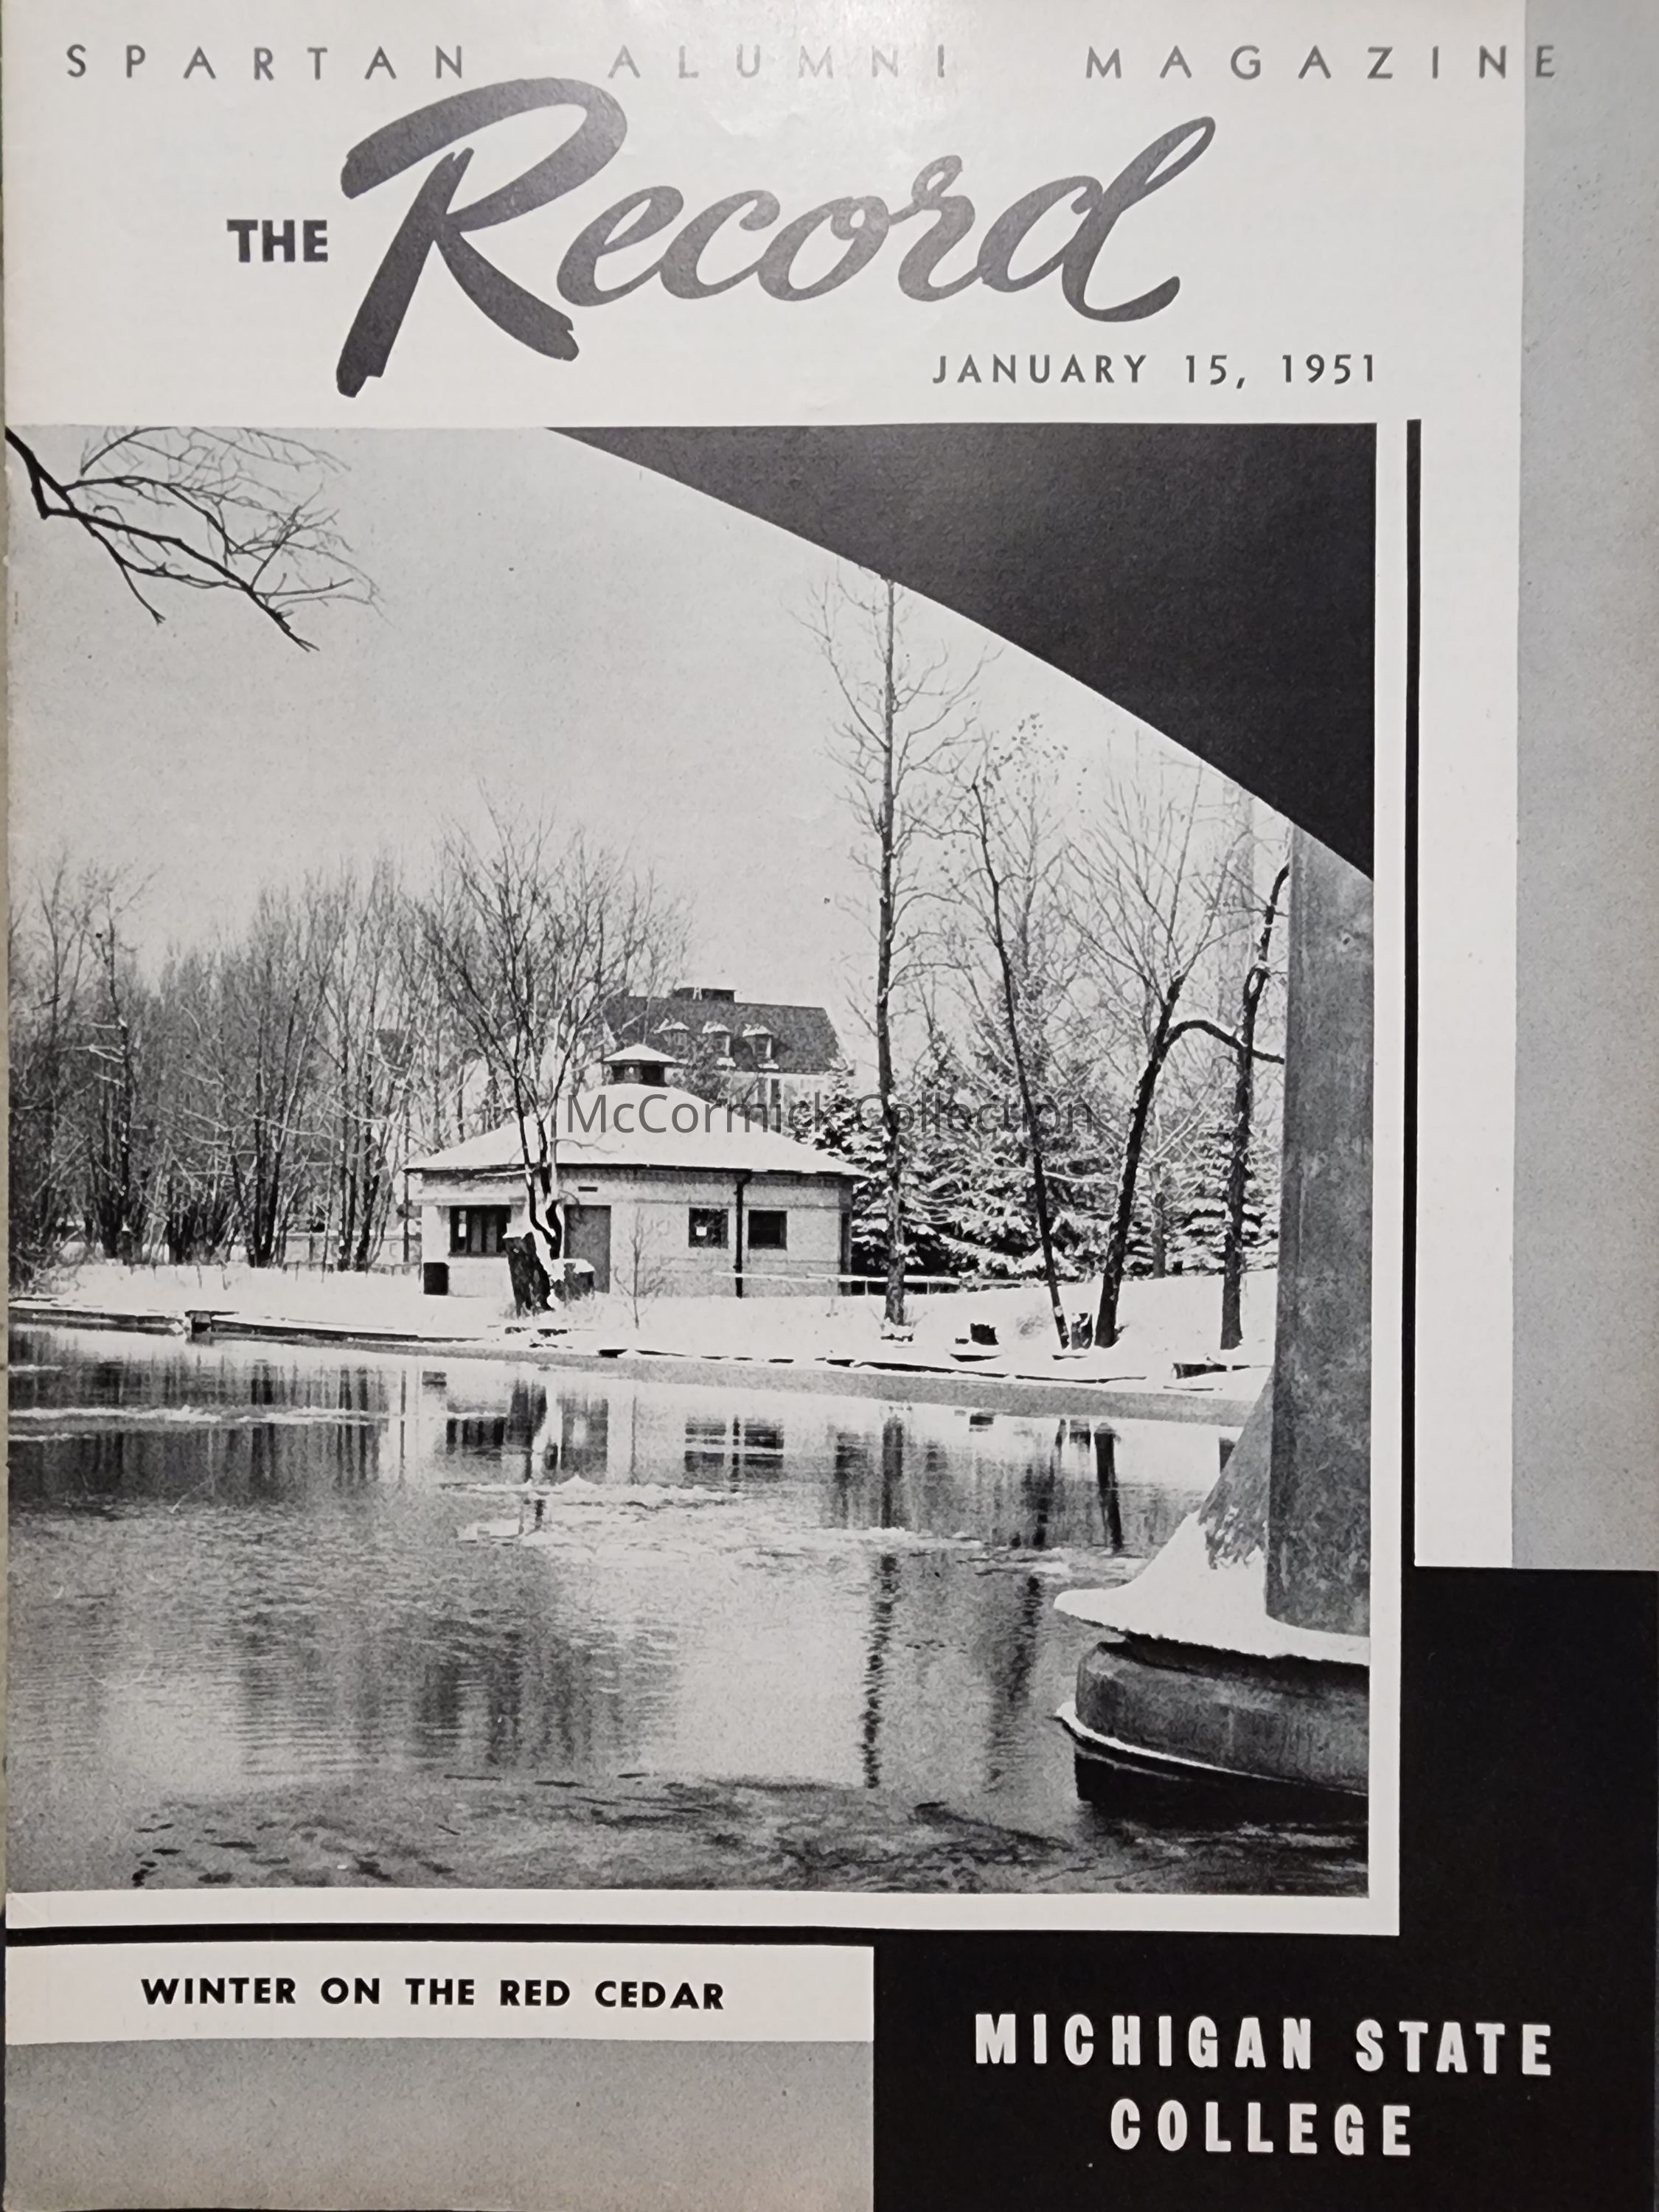 SPARTAN ALUMNI MAGAZINE
THE Record
JANUARY 15, 1951
McCormick Collection
WINTER ON THE RED CEDAR
MICHIGAN STATE
COLLEGE